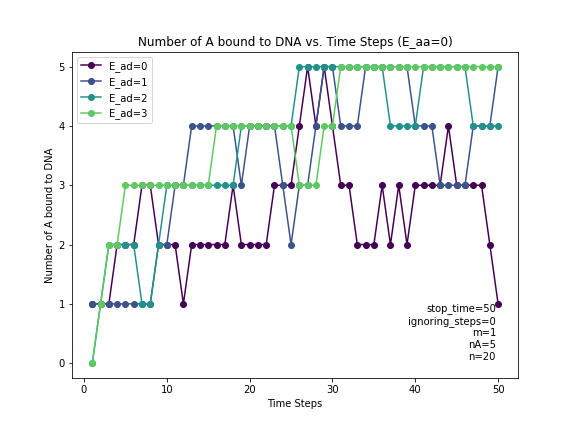 Number of A bound to DNA vs. Time Steps (E_aa=0)
E_ad=0
E_ad=1
E_ad=2
E_ad=3
Number of A bound to DNA
5
4
3
2
1
0
stop_time=50
ignoring_steps=0
m=1
nA=5
n=20
0 10 20 30 40 50
Time Steps